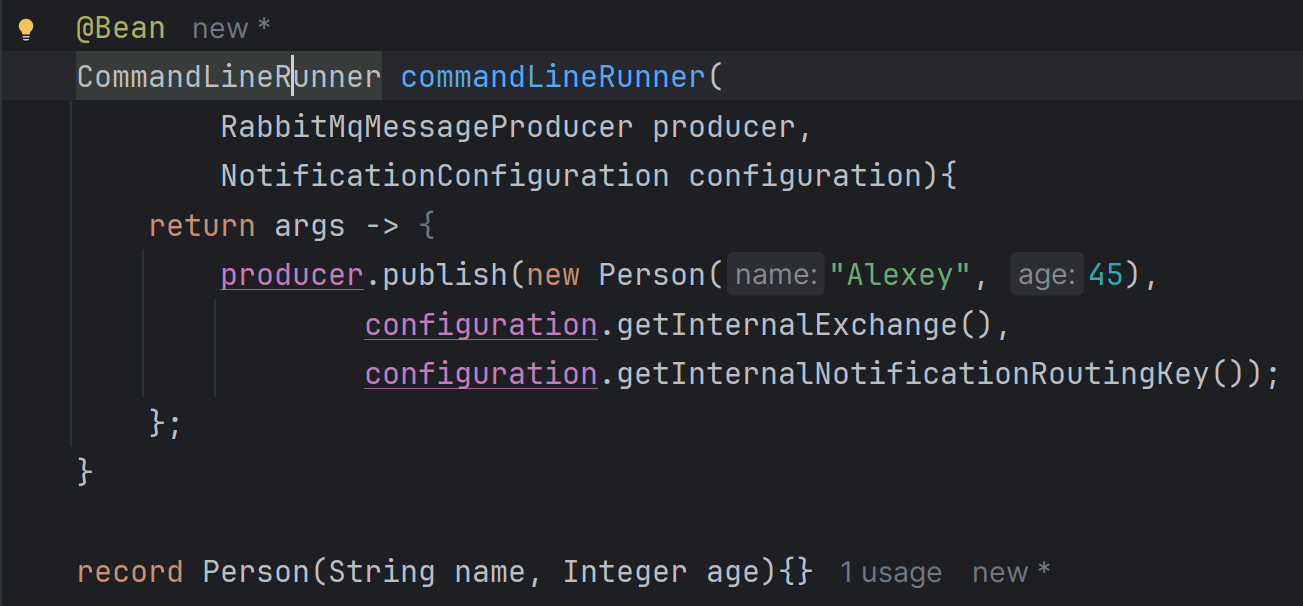 @Bean new *
CommandLineRunner commandLineRunner(
RabbitMqMessageProducer producer,
NotificationConfiguration configuration){
return args -> {
producer.publish(new Person( name: "Alexey", age: 45),
configuration.getInternalExchange(),
configuration.getInternalNotificationRoutingKey());
};
}
record Person(String name, Integer age){} 1 usage new *